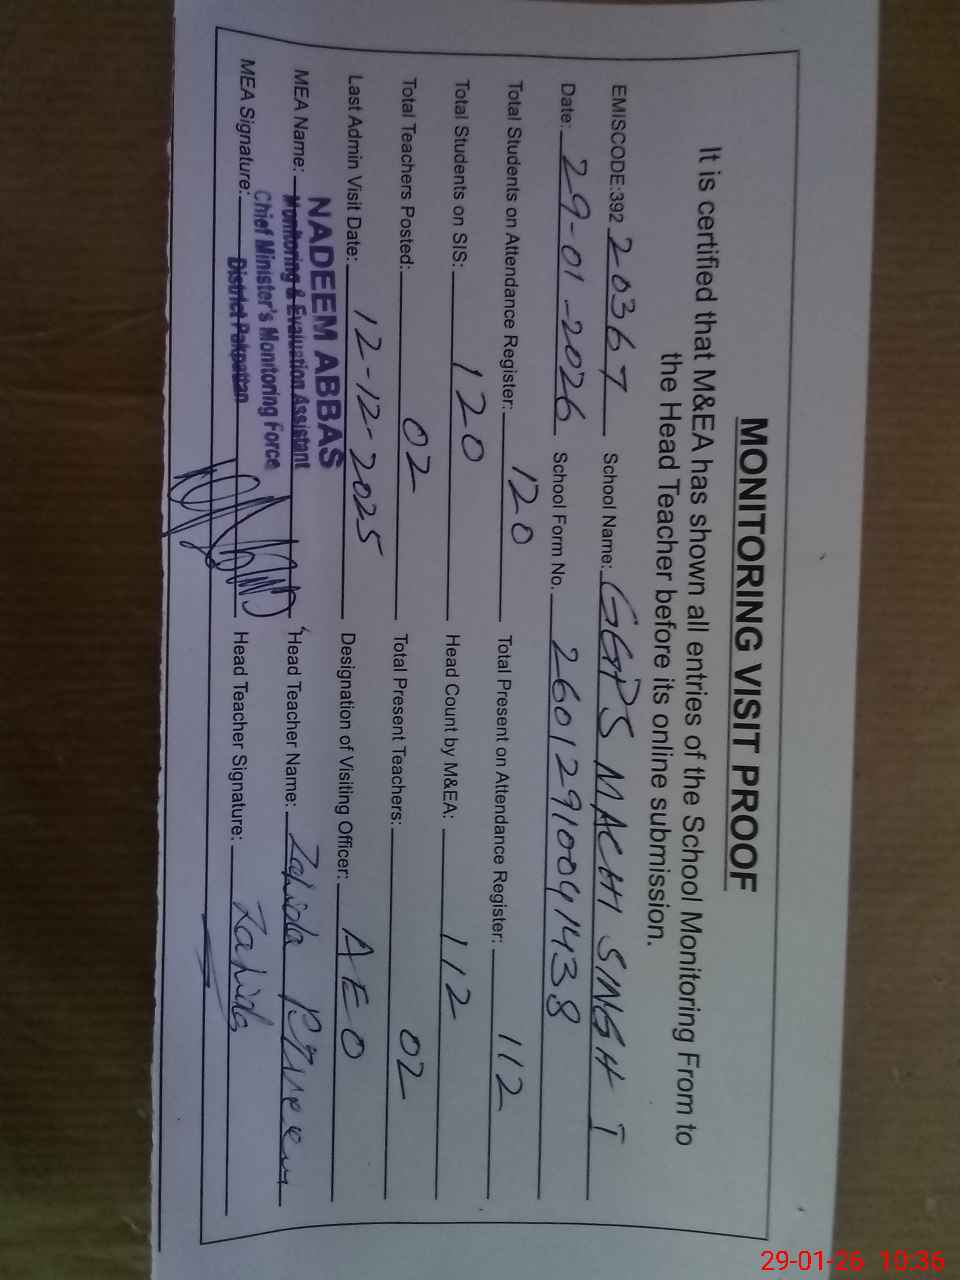 MONITORING VISIT PROOF
It is certified that M&EA has shown all entries of the School Monitoring From to
the Head Teacher before its online submission.
EMISCODE:392 20367 School Name: GGPS MACHH SINGH I
Date: 29-01-2026 School Form No. 2601291004 1438
Total Students on Attendance Register: 120 Total Present on Attendance Register: 112
Total Students on SIS: 120 Head Count by M&EA: 112
Total Teachers Posted: 02 Total Present Teachers: 02
Last Admin Visit Date: 12-12-2025 Designation of Visiting Officer: AEO
NADEEM ABBAS
MEA Name: Monitoring & Evaluation Assistant Head Teacher Name: Zahida
Chief Minister's Monitoring Force
MEA Signature: District Pakpattan Head Teacher Signature: Zahida
29-01-26 10:36